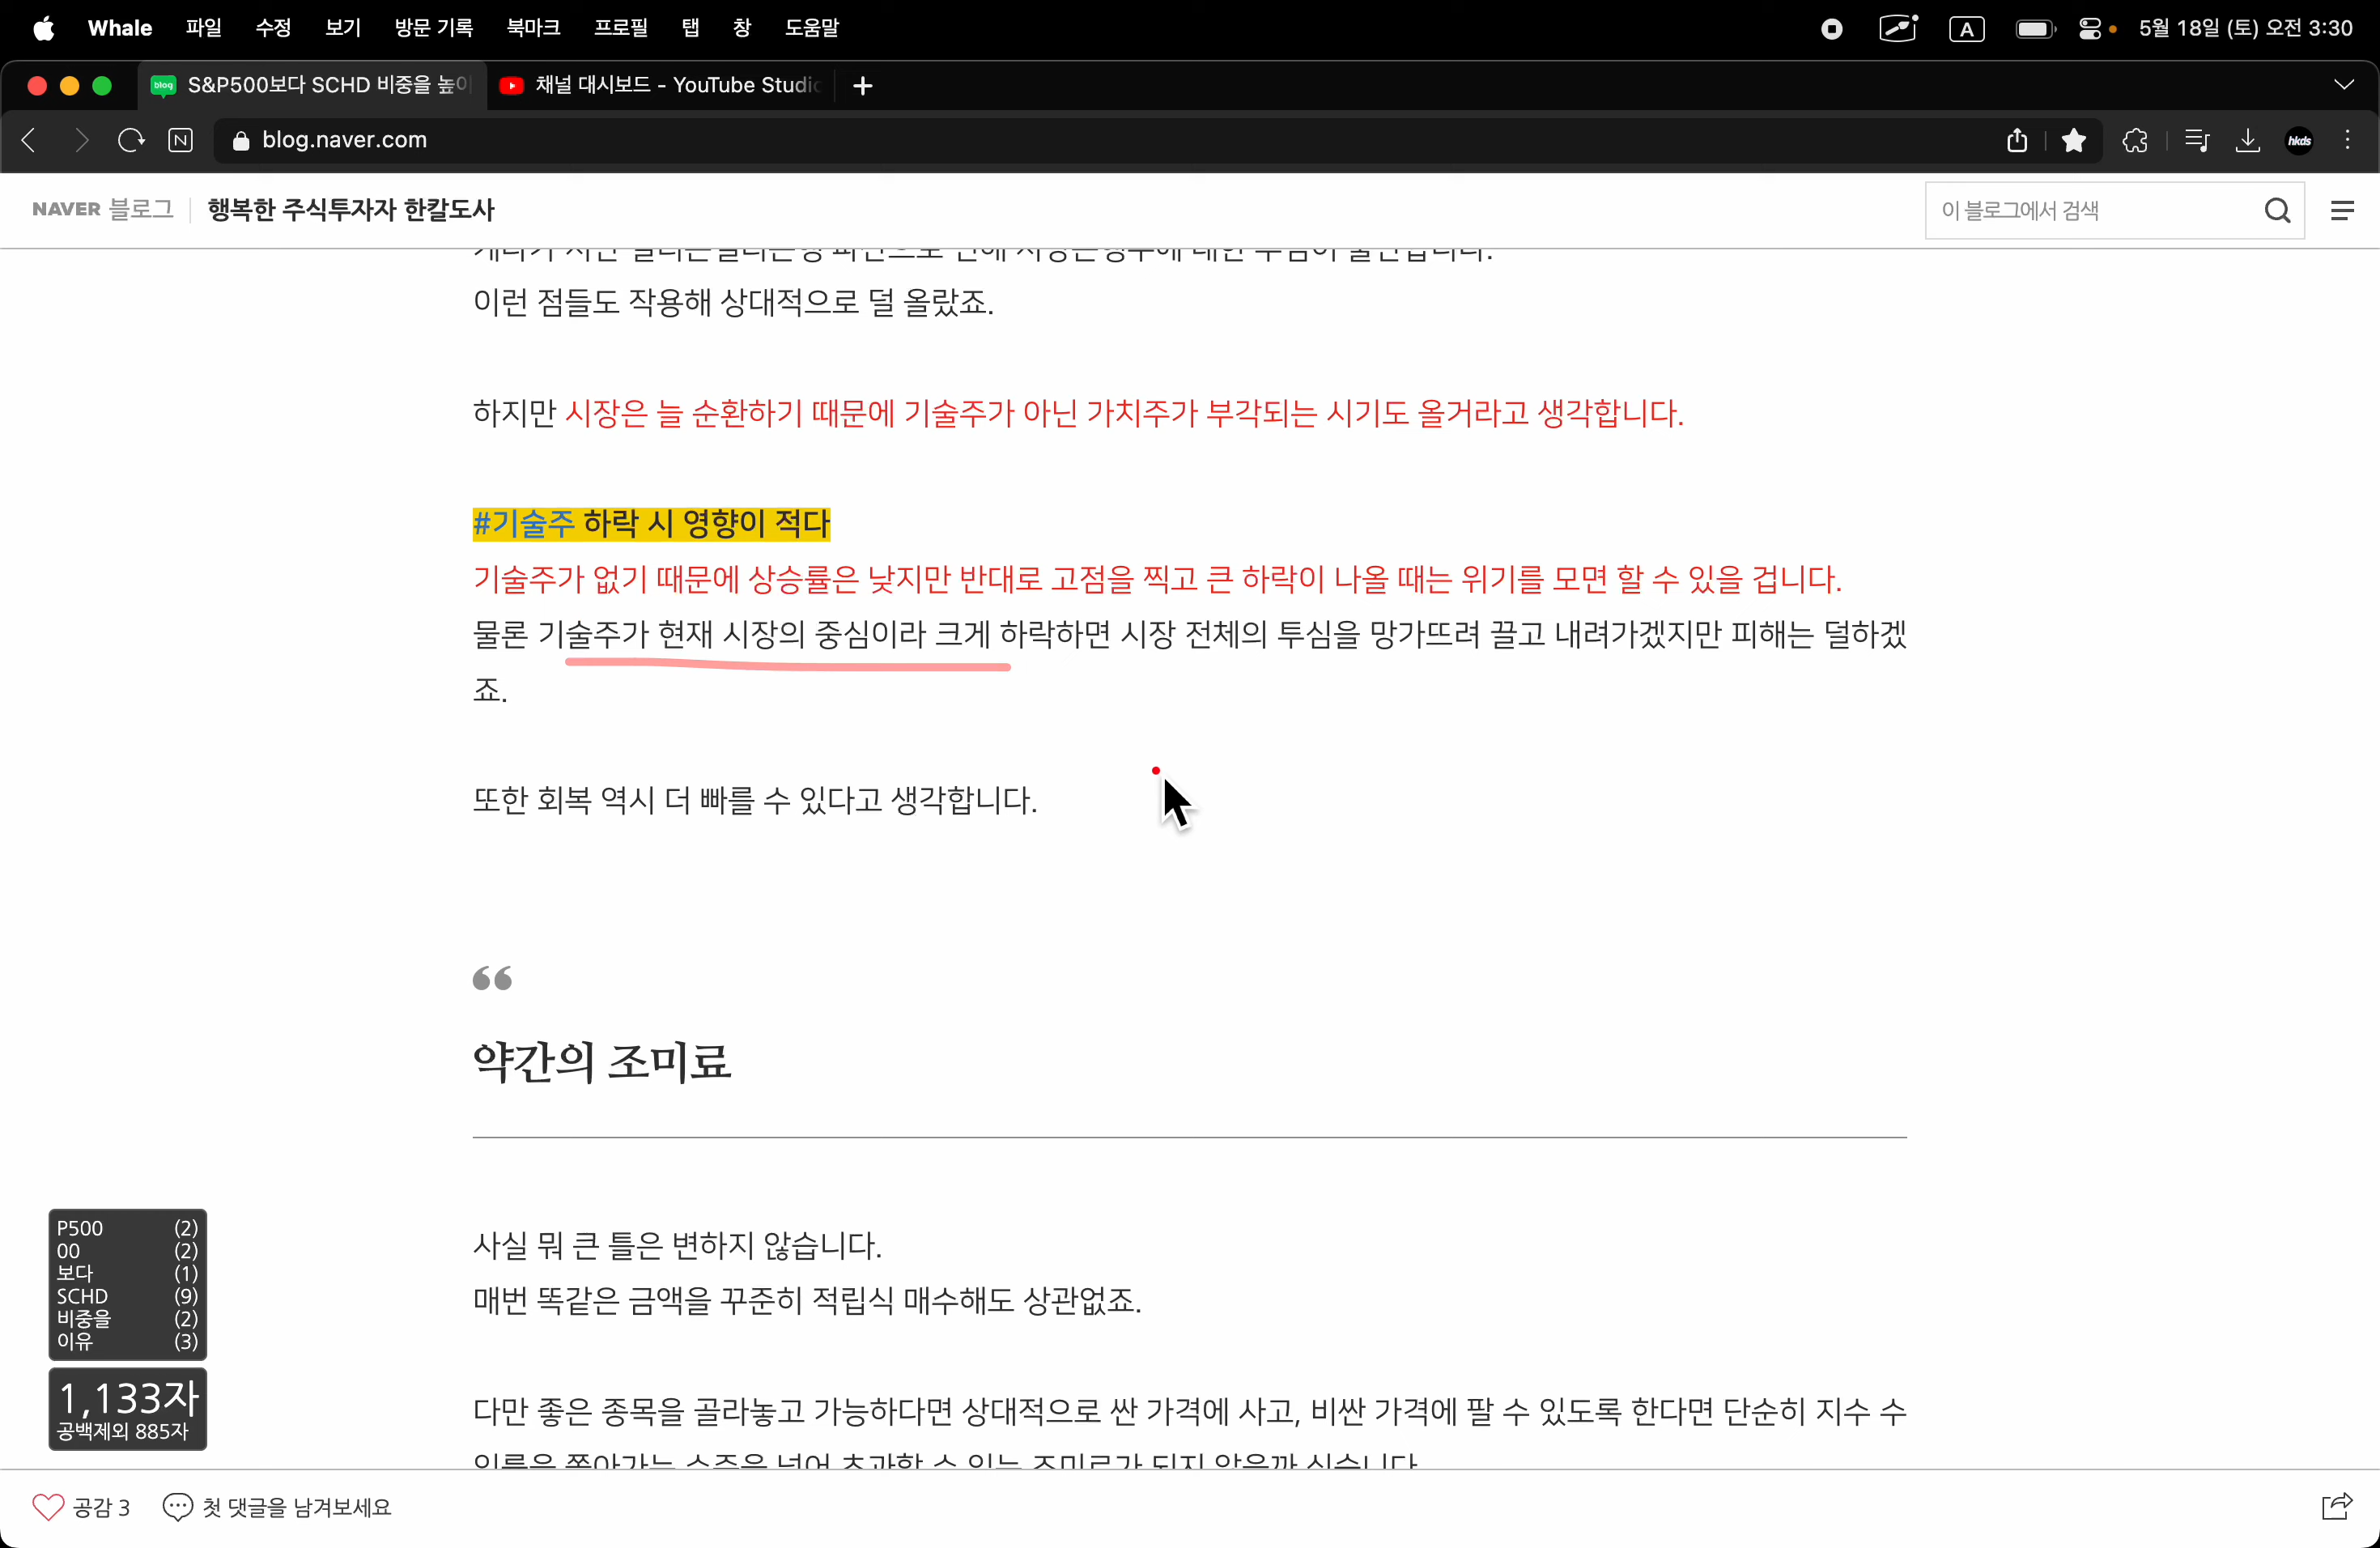 Whale 파일 수정 보기 방문 기록 북마크 프로필 탭 창 도움말 A 5월 18일 (토) 오전 3:30
blog S&P500보다 SCHD 비중을 높이 채널 대시보드 - YouTube Studio
N blog.naver.com hkds
NAVER 블로그 행복한 주식투자자 한칼도사 이 블로그에서 검색
이런 점들도 작용해 상대적으로 덜 올랐죠.
하지만 시장은 늘 순환하기 때문에 기술주가 아닌 가치주가 부각되는 시기도 올거라고 생각합니다.
#기술주 하락 시 영향이 적다
기술주가 없기 때문에 상승률은 낮지만 반대로 고점을 찍고 큰 하락이 나올 때는 위기를 모면 할 수 있을 겁니다.
물론 기술주가 현재 시장의 중심이라 크게 하락하면 시장 전체의 투심을 망가뜨려 끌고 내려가겠지만 피해는 덜하겠
죠.
또한 회복 역시 더 빠를 수 있다고 생각합니다.
“
약간의 조미료
사실 뭐 큰 틀은 변하지 않습니다.
매번 똑같은 금액을 꾸준히 적립식 매수해도 상관없죠.
다만 좋은 종목을 골라놓고 가능하다면 상대적으로 싼 가격에 사고, 비싼 가격에 팔 수 있도록 한다면 단순히 지수 수
P500 (2)
00 (2)
보다 (1)
SCHD (9)
비중을 (2)
이유 (3)
1,133자
공백제외 885자
공감 3 첫 댓글을 남겨보세요